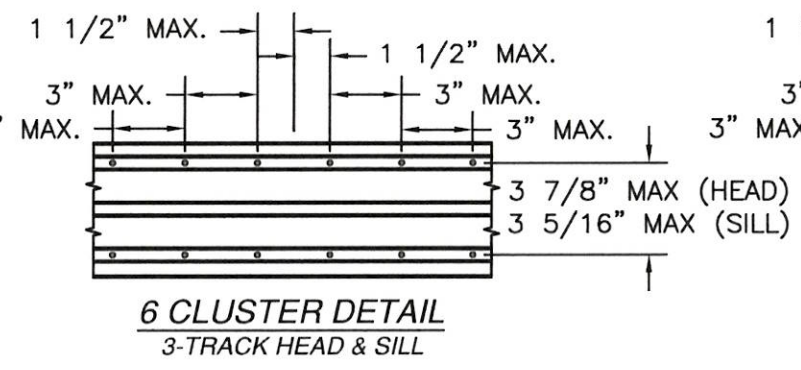 1 1/2" MAX.
1
1 1/2" MAX.
3" MAX.
3" MAX.
3"
" MAX.
3" MAX.
3" MAX
3 7/8" MAX (HEAD)
3 5/16" MAX (SILL)
6 CLUSTER DETAIL
3-TRACK HEAD & SILL